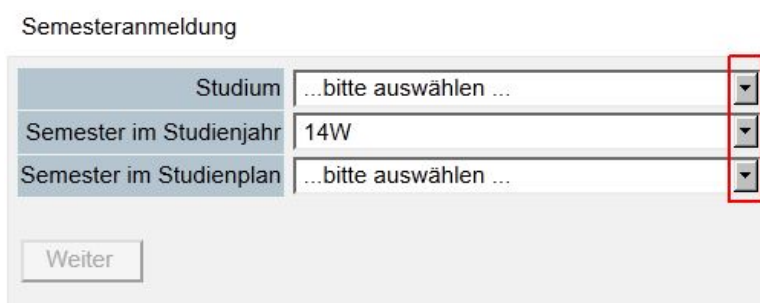 Semesteranmeldung
Studium ...bitte auswählen ...
Semester im Studienjahr 14W
Semester im Studienplan ...bitte auswählen ...
Weiter